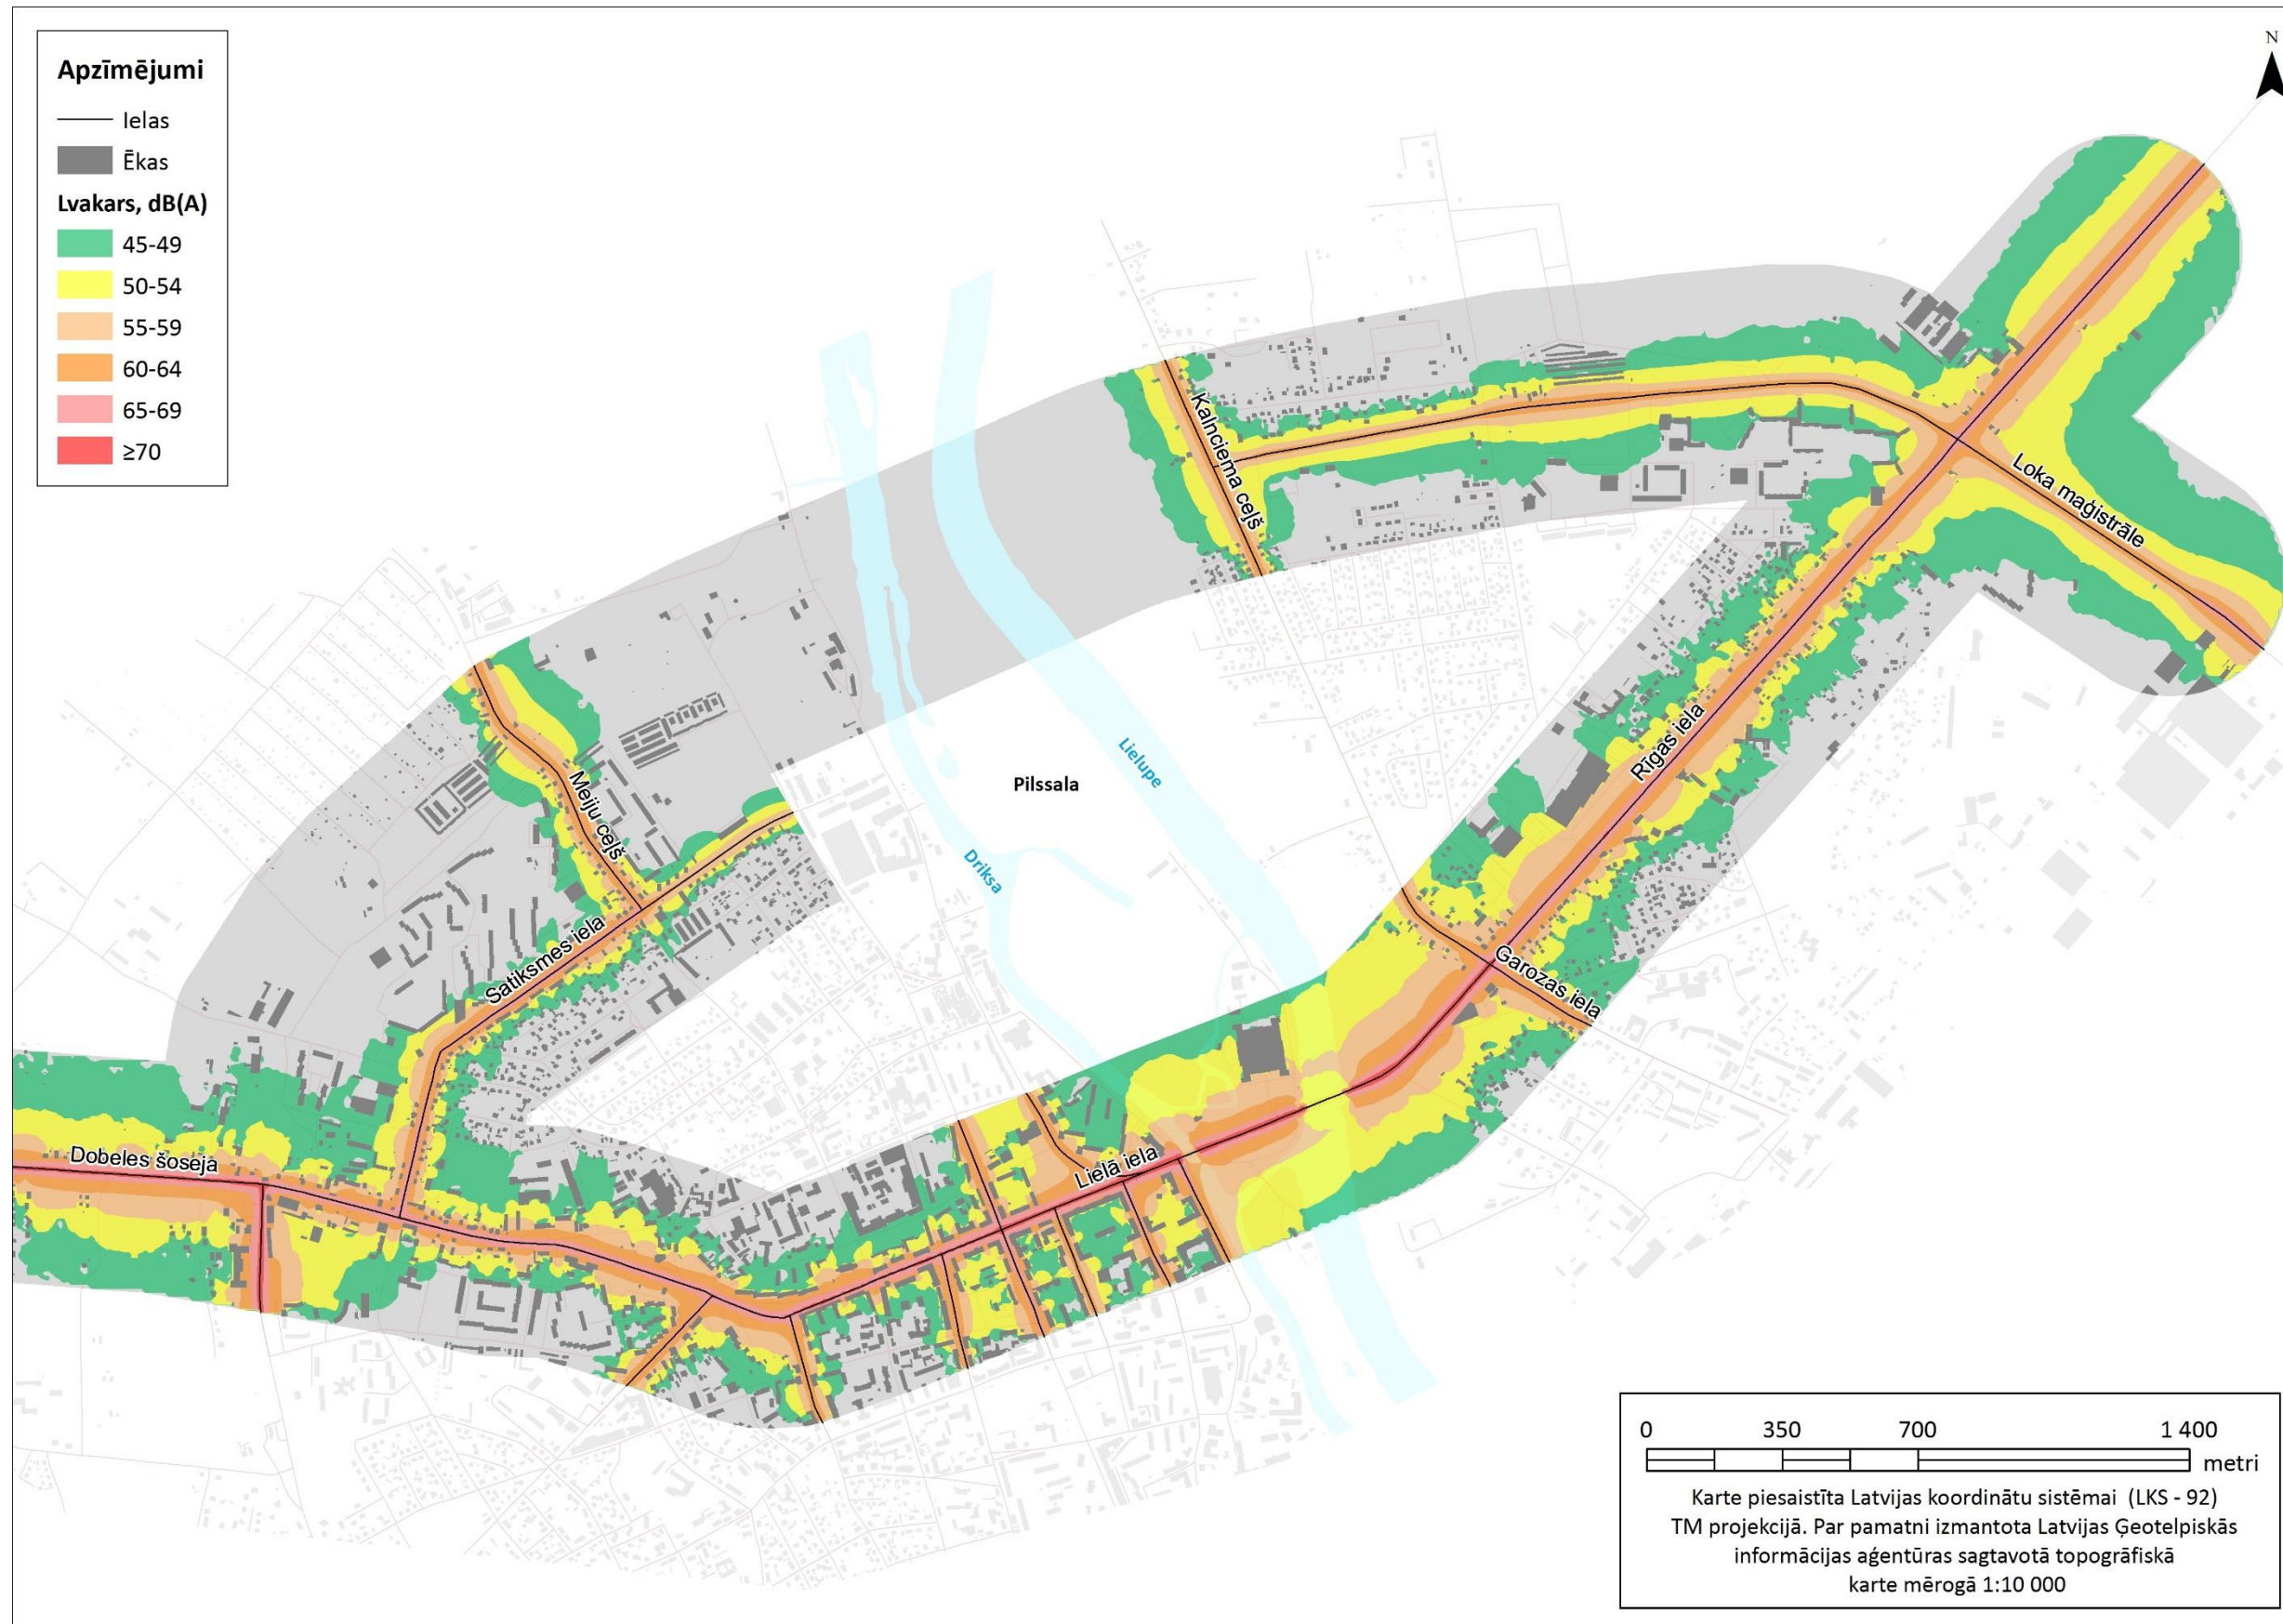 Apzīmējumi
Ielas
Ēkas
Lvakars, dB(A)
45-49
50-54
55-59
60-64
65-69
≥70
N
Kalnciema ceļš
Loka maģistrāle
Rīgas iela
Meiju ceļš
Pilssala
Lielupe
Driksa
Satiksmes iela
Garozas iela
Dobeles šoseja
Lielā iela
0 350 700 1 400
metri
Karte piesaistīta Latvijas koordinātu sistēmai (LKS - 92)
TM projekcijā. Par pamatni izmantota Latvijas Ģeotelpiskās
informācijas aģentūras sagtavotā topogrāfiskā
karte mērogā 1:10 000